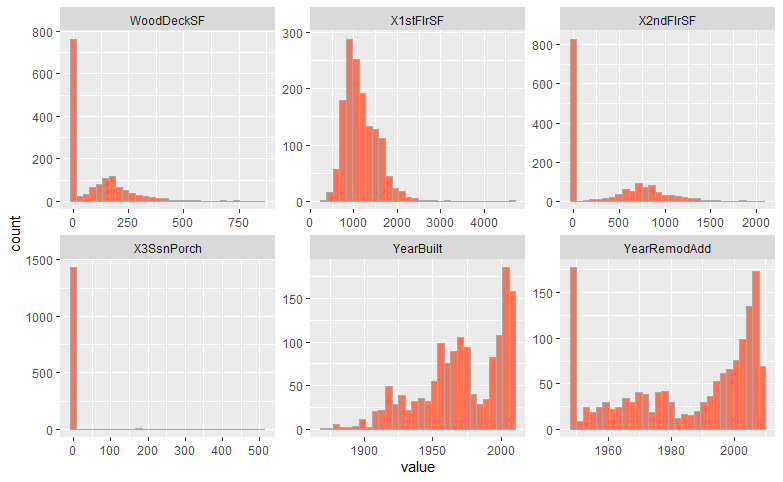 WoodDeckSF X1stFlrSF X2ndFlrSF
800
600
400
200
0
0 250 500 750
300
200
100
0
0 1000 2000 3000 4000
800
600
400
200
0
0 500 1000 1500 2000
count
X3SsnPorch YearBuilt YearRemodAdd
1500
1000
500
0
0 100 200 300 400 500
150
100
50
0
1900 1950 2000
150
100
50
0
1960 1980 2000
value